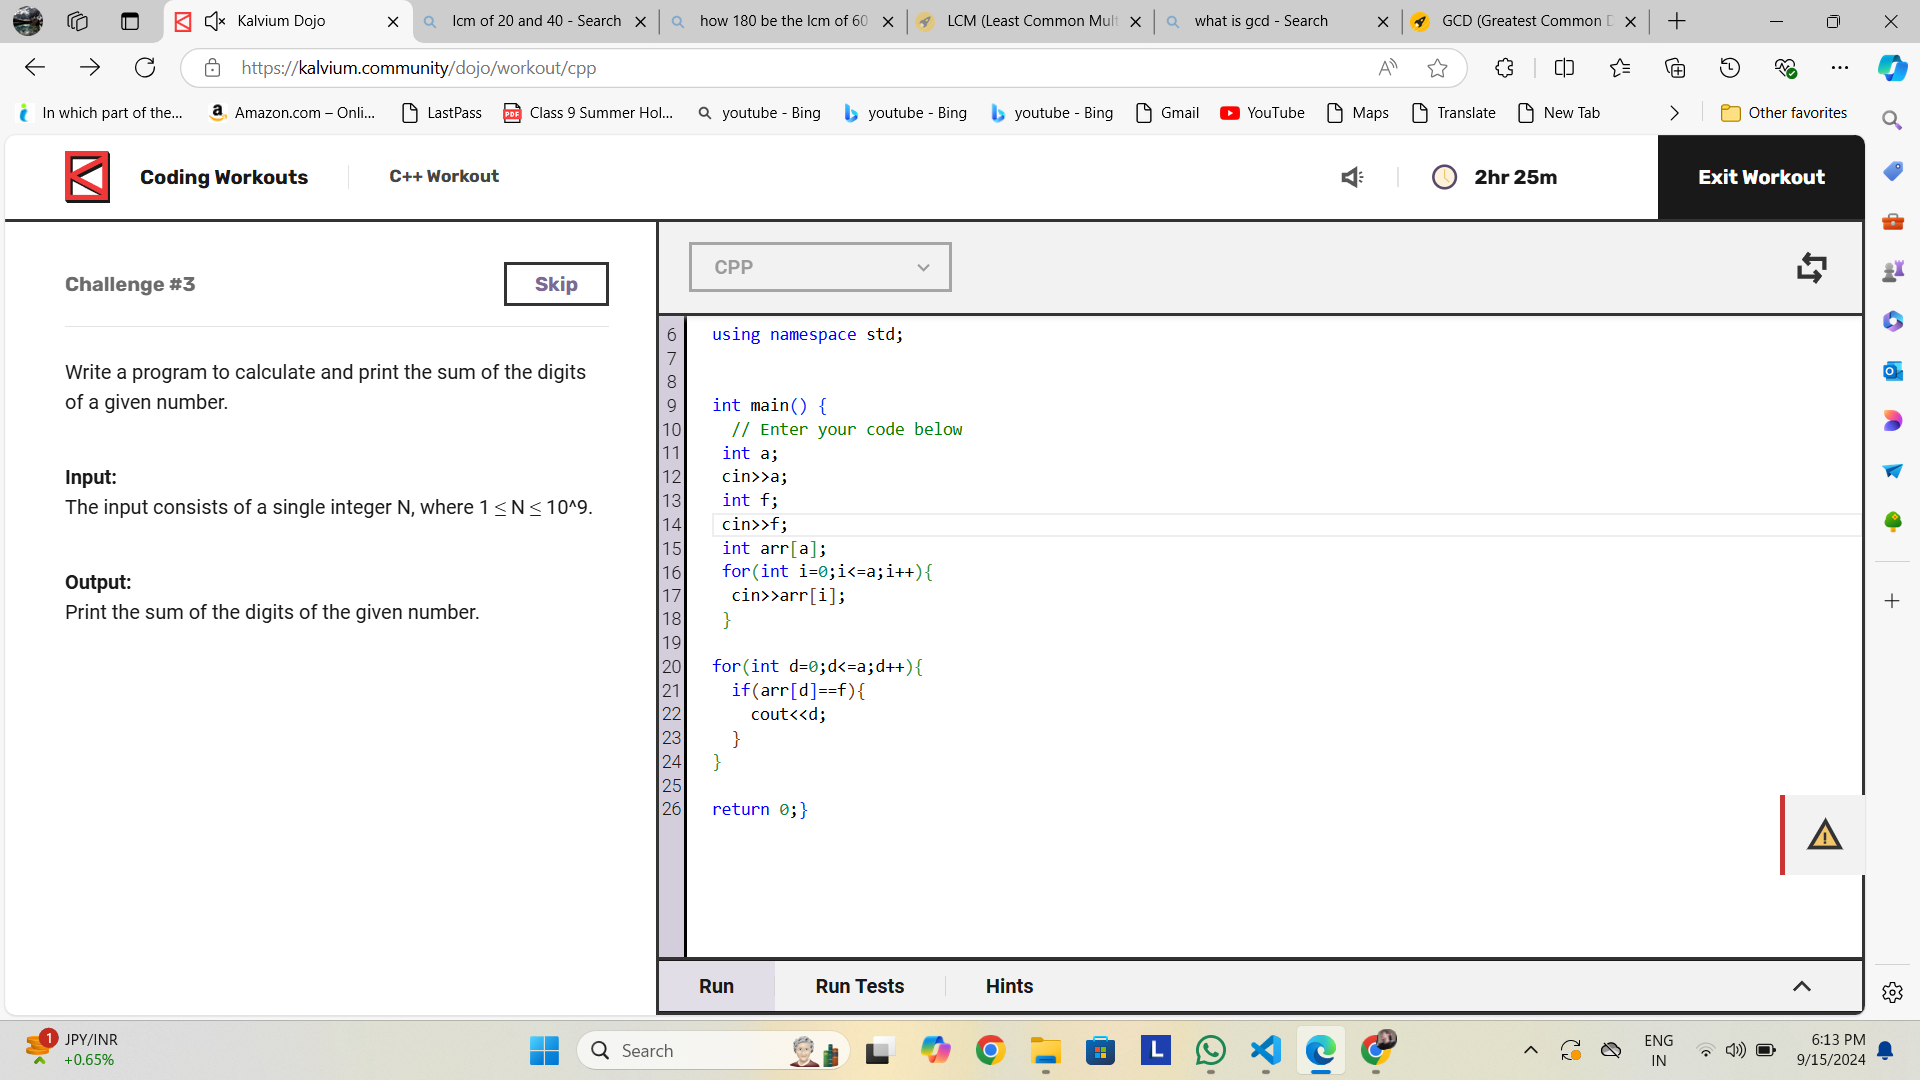 Kalvium Dojo
lcm of 20 and 40 - Search
how 180 be the lcm of 60
LCM (Least Common Mult
what is gcd - Search
GCD (Greatest Common D
https://kalvium.community/dojo/workout/cpp
In which part of the...
Amazon.com – Onli...
LastPass
Class 9 Summer Hol...
youtube - Bing
youtube - Bing
youtube - Bing
Gmail
YouTube
Maps
Translate
New Tab
Other favorites
Coding Workouts
C++ Workout
2hr 25m
Exit Workout
Challenge #3
Skip
Write a program to calculate and print the sum of the digits
of a given number.
Input:
The input consists of a single integer N, where 1 ≤ N ≤ 10^9.
Output:
Print the sum of the digits of the given number.
CPP
6 using namespace std;
7
8
9 int main() {
10 // Enter your code below
11 int a;
12 cin>>a;
13 int f;
14 cin>>f;
15 int arr[a];
16 for(int i=0;i<=a;i++){
17 cin>>arr[i];
18 }
19
20 for(int d=0;d<=a;d++){
21 if(arr[d]==f){
22 cout<<d;
23 }
24 }
25
26 return 0;}
Run
Run Tests
Hints
1
JPY/INR
+0.65%
Search
ENG
IN
6:13 PM
9/15/2024